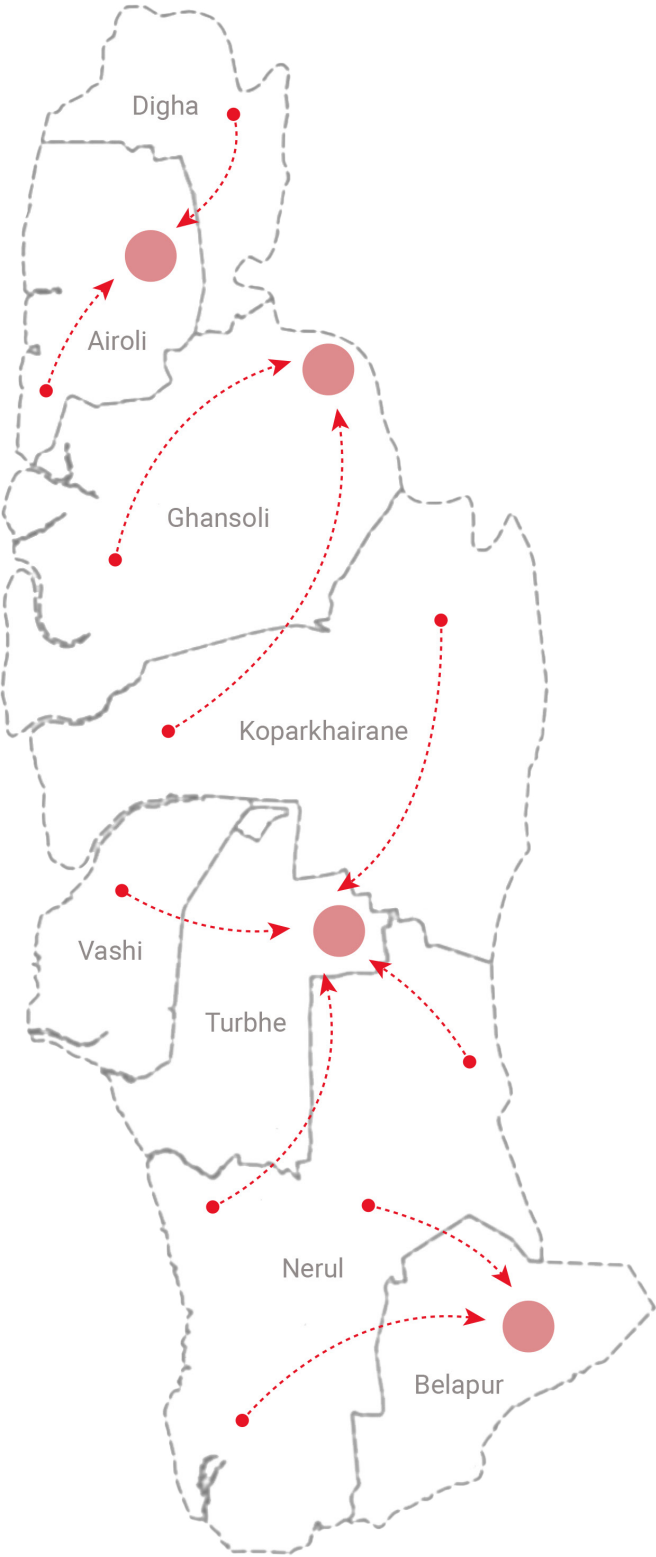 Digha
Airoli
Ghansoli
Koparkhairane
Vashi
Turbhe
Nerul
Belapur